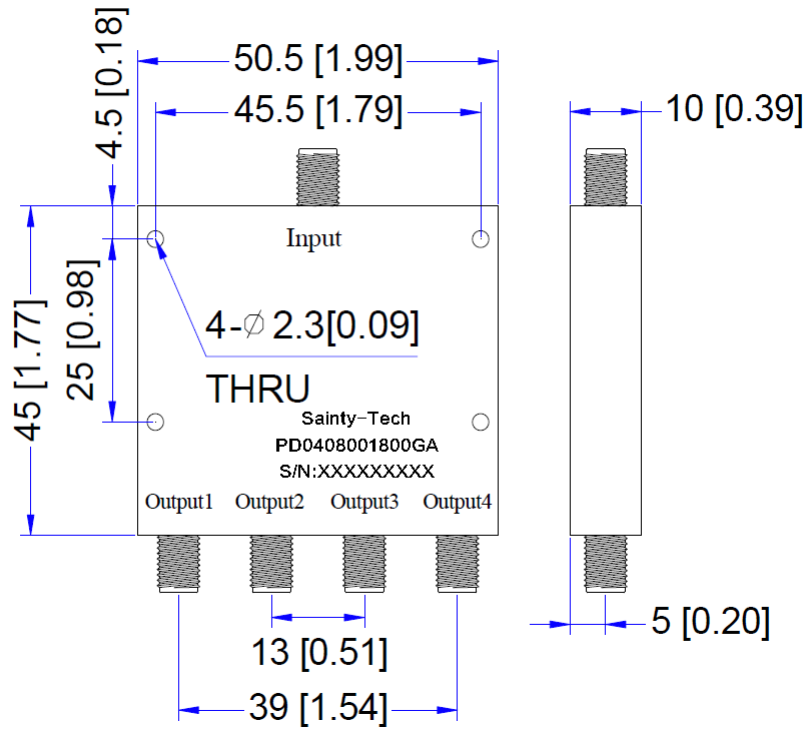 50.5 [1.99]
45.5 [1.79]
4.5 [0.18]
10 [0.39]
Input
25 [0.98]
45 [1.77]
4-∅ 2.3[0.09]
THRU
Sainty-Tech
PD0408001800GA
S/N:XXXXXXXXX
Output1 Output2 Output3 Output4
5 [0.20]
13 [0.51]
39 [1.54]